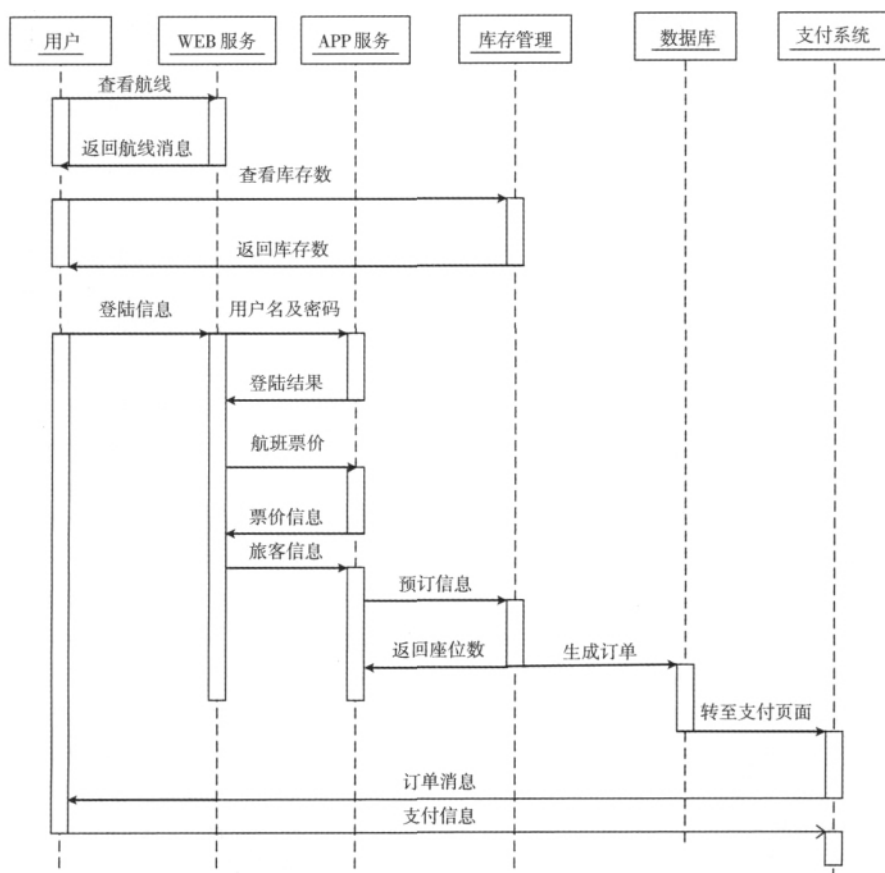 用户 WEB服务 APP服务 库存管理 数据库 支付系统
查看航线
返回航线消息
查看库存数
返回库存数
登陆信息 用户名及密码
登陆结果
航班票价
票价信息
旅客信息
预订信息
返回座位数 生成订单
转至支付页面
订单消息
支付信息